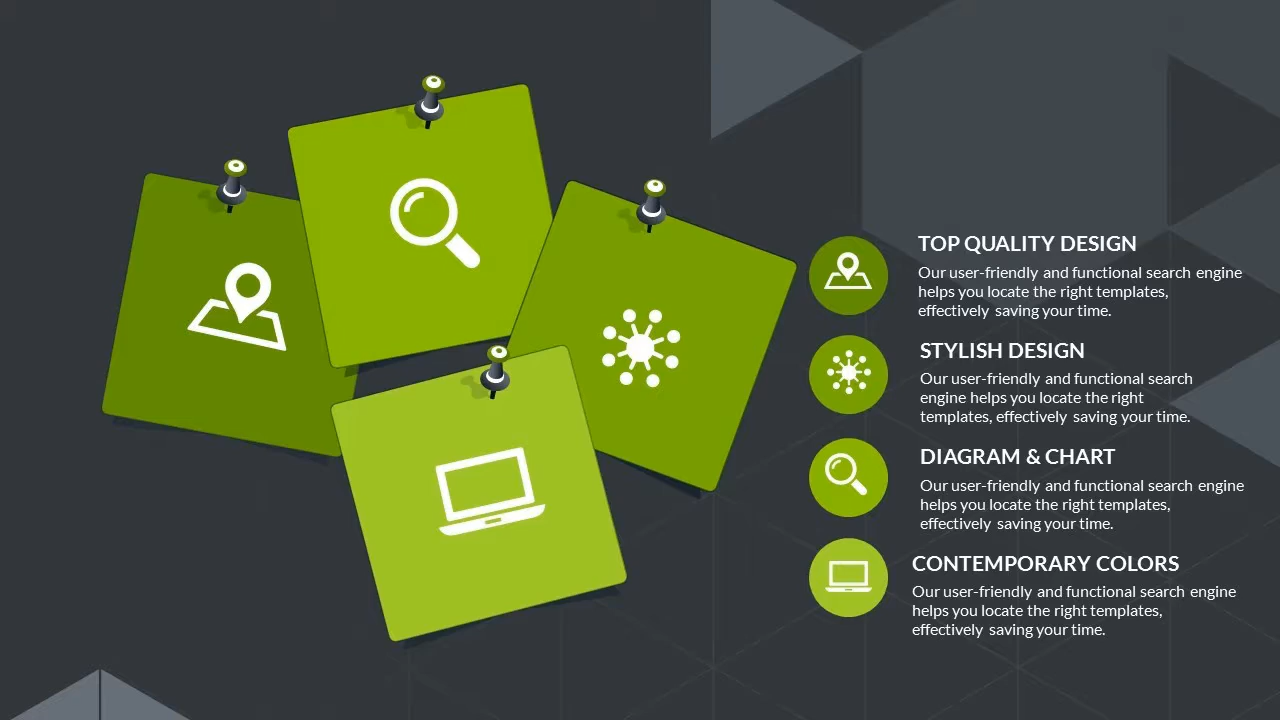 TOP QUALITY DESIGN
Our user-friendly and functional search engine
helps you locate the right templates,
effectively saving your time.
STYLISH DESIGN
Our user-friendly and functional search
engine helps you locate the right
templates, effectively saving your time.
DIAGRAM & CHART
Our user-friendly and functional search engine
helps you locate the right templates,
effectively saving your time.
CONTEMPORARY COLORS
Our user-friendly and functional search engine
helps you locate the right templates,
effectively saving your time.